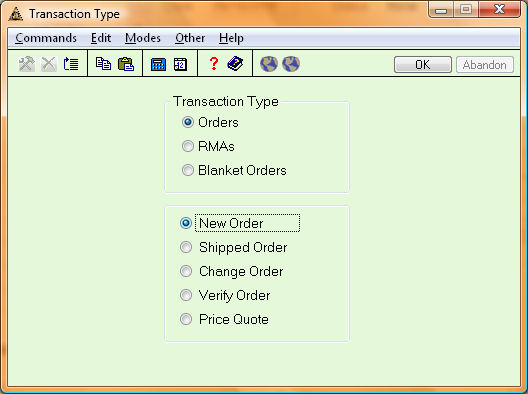 Transaction Type
Commands Edit Modes Other Help
? OK Abandon
Transaction Type
Orders
RMAs
Blanket Orders
New Order
Shipped Order
Change Order
Verify Order
Price Quote